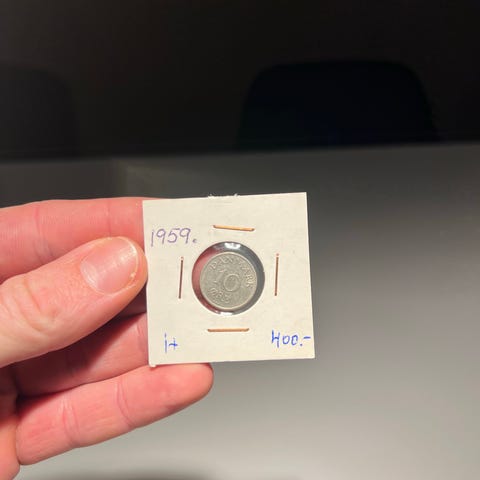 1959.
DANMARK
10
ØRE
1+
400.-